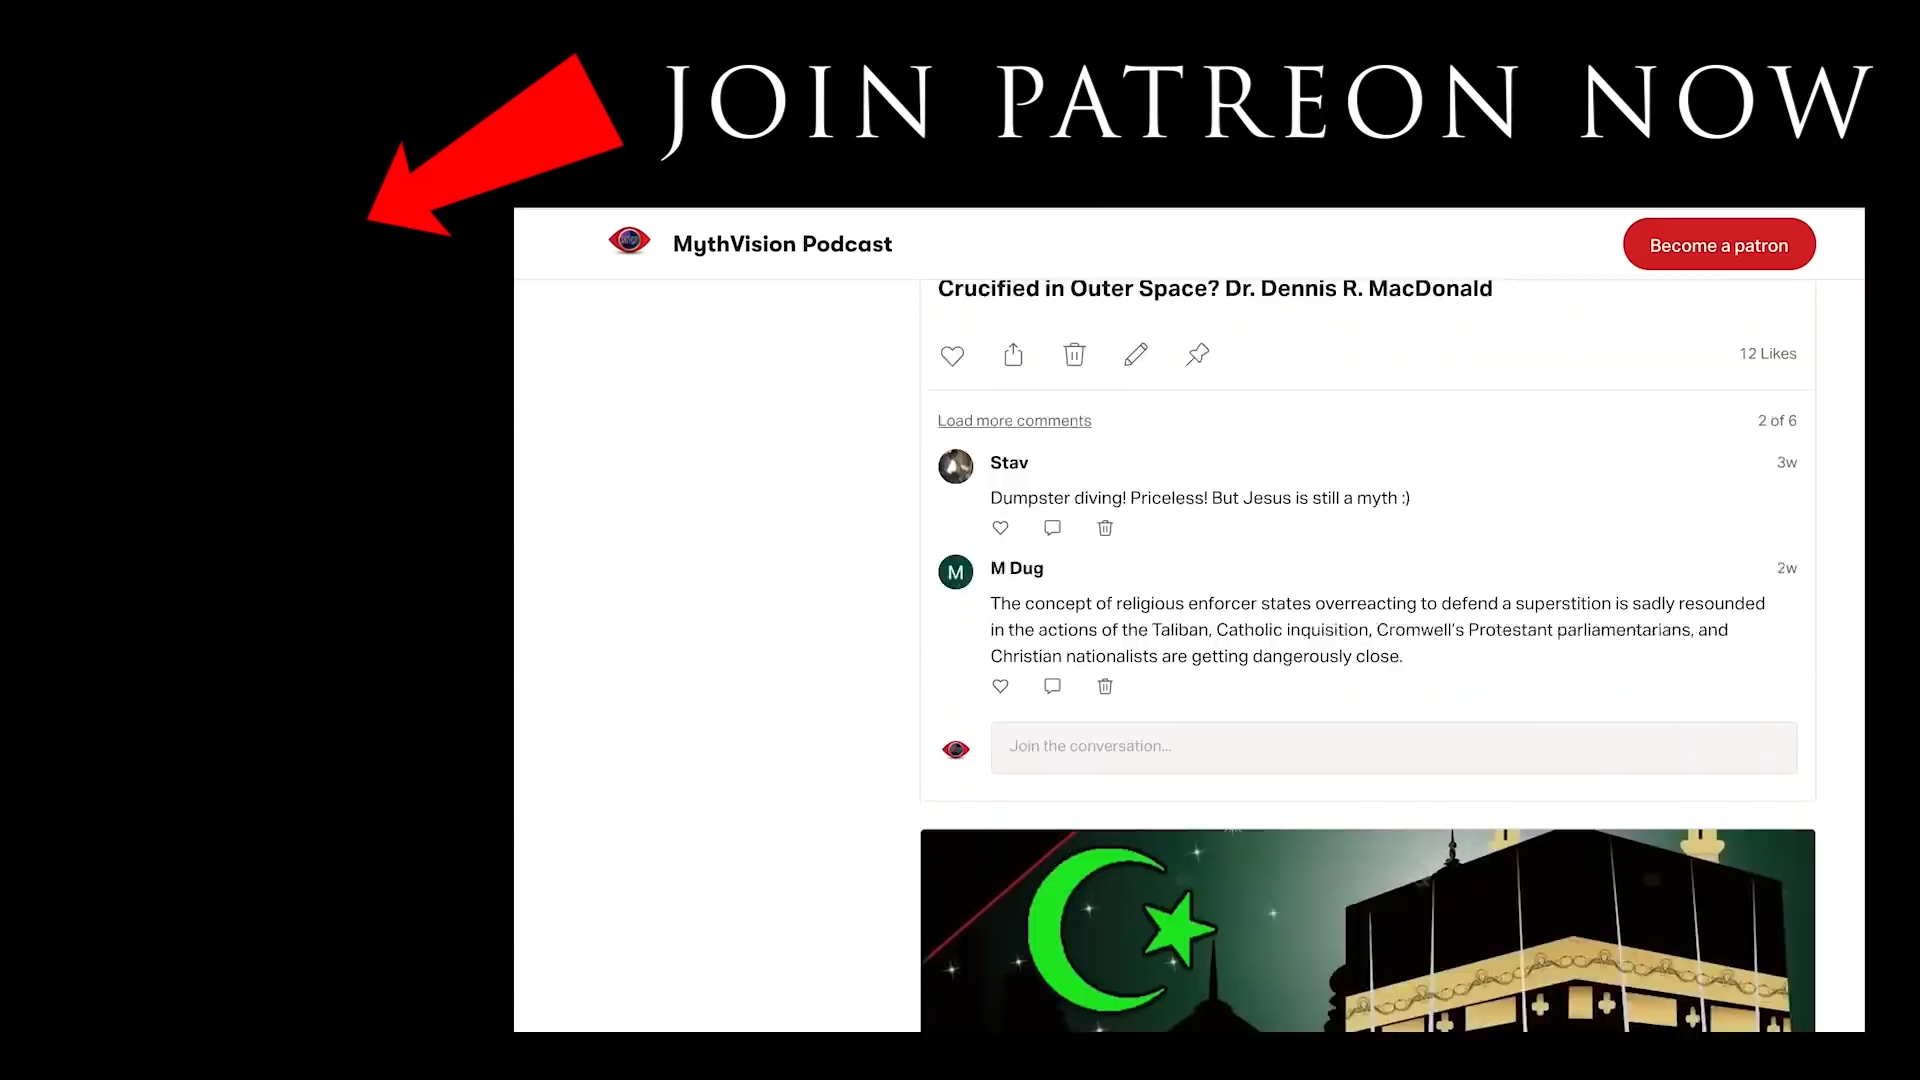 JOIN PATREON NOW
MythVision Podcast
Become a patron
Crucified in Outer Space? Dr. Dennis R. MacDonald
12 Likes
Load more comments
2 of 6
Stav
3w
Dumpster diving! Priceless! But Jesus is still a myth :)
M
M Dug
2w
The concept of religious enforcer states overreacting to defend a superstition is sadly resounded
in the actions of the Taliban, Catholic inquisition, Cromwell's Protestant parliamentarians, and
Christian nationalists are getting dangerously close.
Join the conversation...